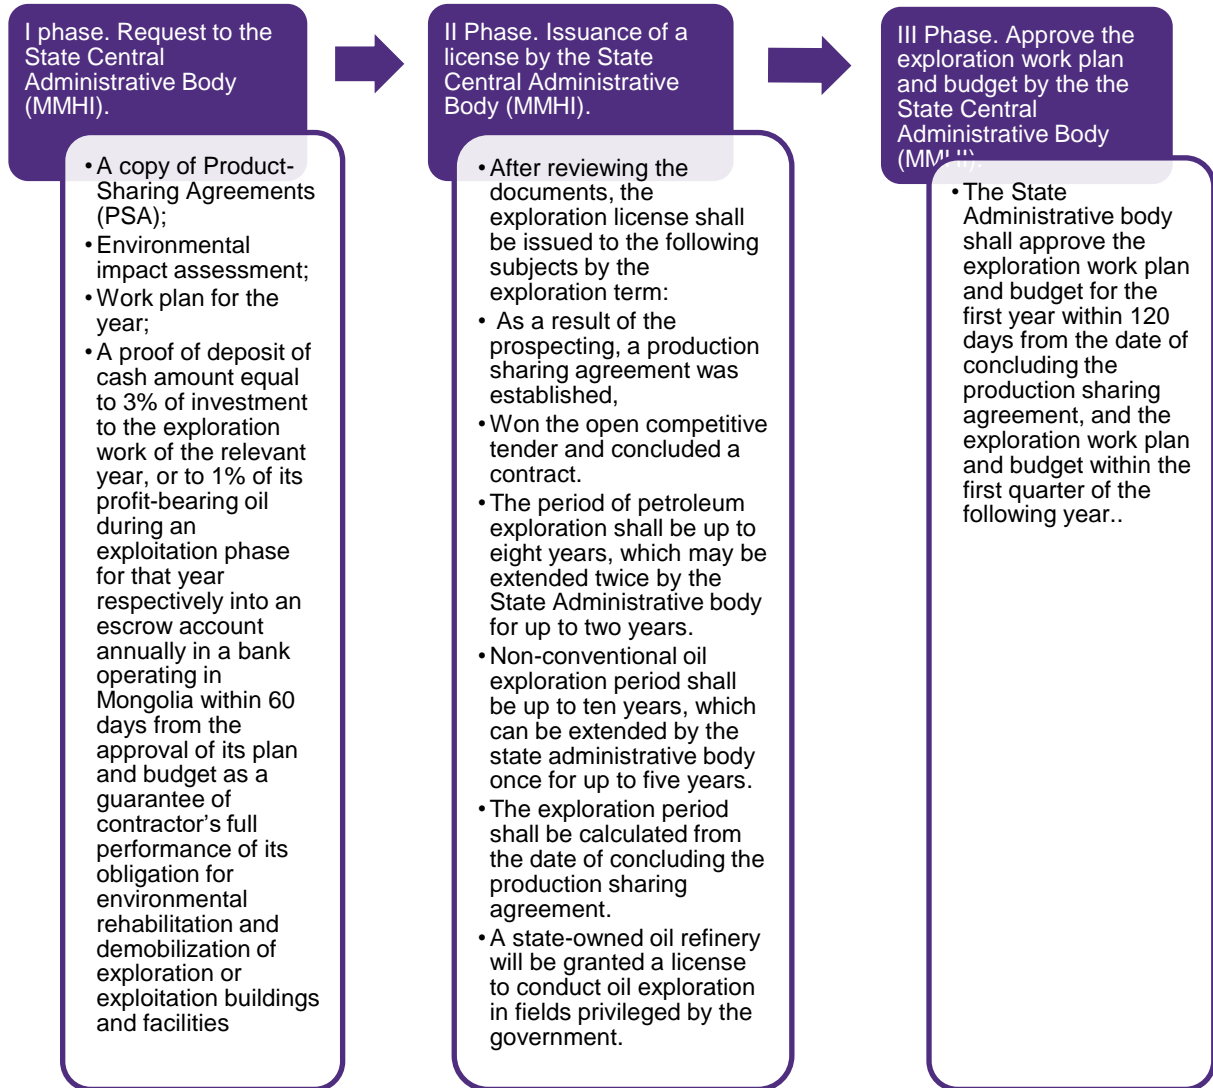 I phase. Request to the
State Central
Administrative Body
(MMHI).
• A copy of Product-
Sharing Agreements
(PSA);
• Environmental
impact assessment;
• Work plan for the
year;
• A proof of deposit of
cash amount equal
to 3% of investment
to the exploration
work of the relevant
year, or to 1% of its
profit-bearing oil
during an
exploitation phase
for that year
respectively into an
escrow account
annually in a bank
operating in
Mongolia within 60
days from the
approval of its plan
and budget as a
guarantee of
contractor's full
performance of its
obligation for
environmental
rehabilitation and
demobilization of
exploration or
exploitation buildings
and facilities
II Phase. Issuance of a
license by the State
Central Administrative
Body (MMHI).
• After reviewing the
documents, the
exploration license shall
be issued to the following
subjects by the
exploration term:
• As a result of the
prospecting, a production
sharing agreement was
established,
• Won the open competitive
tender and concluded a
contract.
• The period of petroleum
exploration shall be up to
eight years, which may be
extended twice by the
State Administrative body
for up to two years.
• Non-conventional oil
exploration period shall
be up to ten years, which
can be extended by the
state administrative body
once for up to five years.
• The exploration period
shall be calculated from
the date of concluding the
production sharing
agreement.
• A state-owned oil refinery
will be granted a license
to conduct oil exploration
in fields privileged by the
government.
III Phase. Approve the
exploration work plan
and budget by the the
State Central
Administrative Body
(MMHI).
• The State
Administrative body
shall approve the
exploration work plan
and budget for the
first year within 120
days from the date of
concluding the
production sharing
agreement, and the
exploration work plan
and budget within the
first quarter of the
following year..